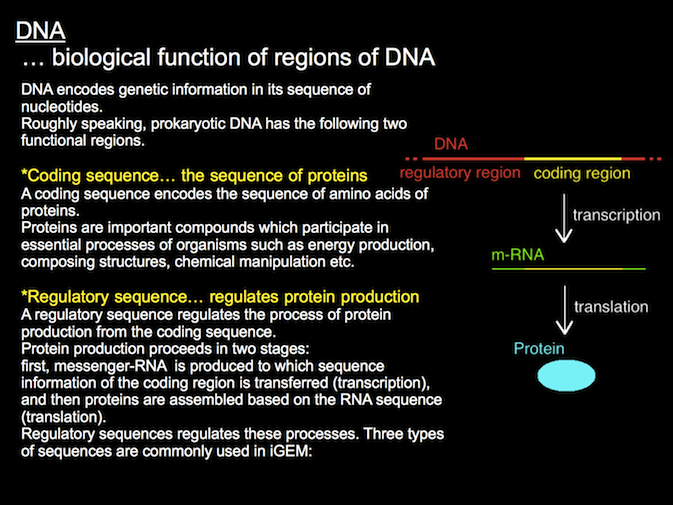 DNA
… biological function of regions of DNA
DNA encodes genetic information in its sequence of
nucleotides.
Roughly speaking, prokaryotic DNA has the following two
functional regions.
*Coding sequence… the sequence of proteins
A coding sequence encodes the sequence of amino acids of
proteins.
Proteins are important compounds which participate in
essential processes of organisms such as energy production,
composing structures, chemical manipulation etc.
*Regulatory sequence… regulates protein production
A regulatory sequence regulates the process of protein
production from the coding sequence.
Protein production proceeds in two stages:
first, messenger-RNA is produced to which sequence
information of the coding region is transferred (transcription),
and then proteins are assembled based on the RNA sequence
(translation).
Regulatory sequences regulates these processes. Three types
of sequences are commonly used in iGEM:
DNA
regulatory region coding region
transcription
m-RNA
translation
Protein